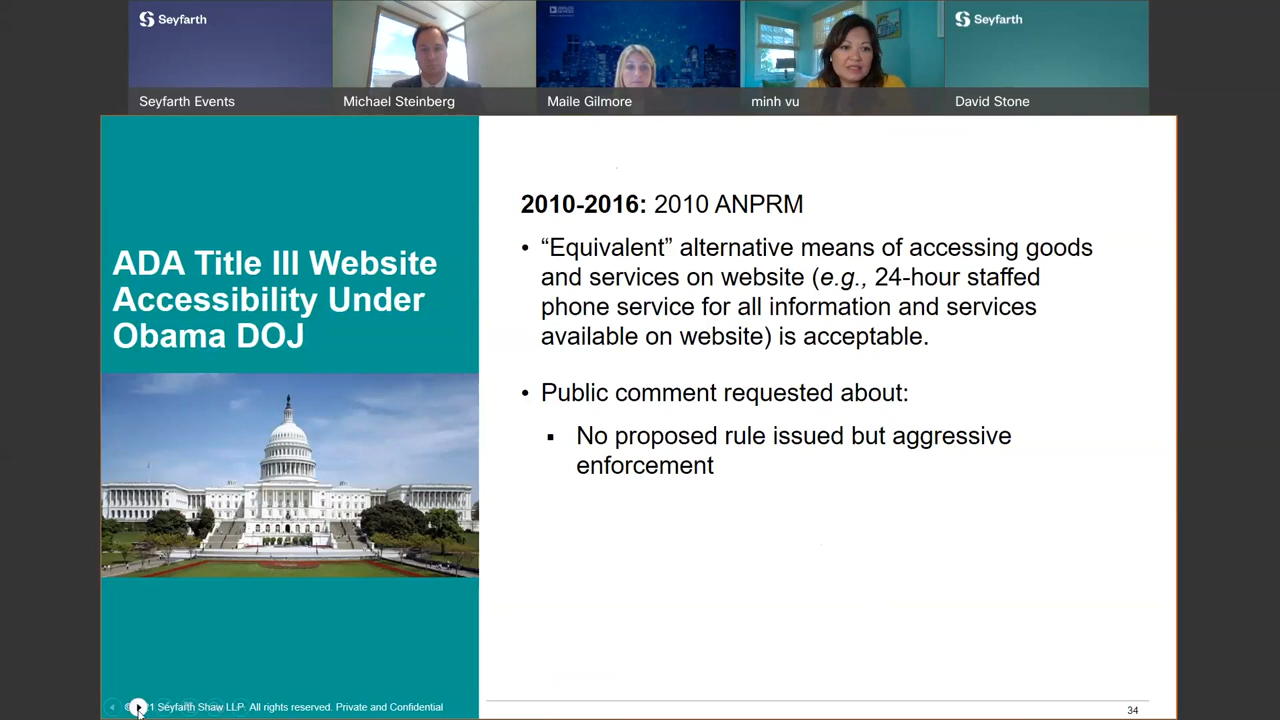 Seyfarth
Seyfarth
Seyfarth Events
Michael Steinberg
Maile Gilmore
minh vu
David Stone
ADA Title III Website
Accessibility Under
Obama DOJ
2010-2016: 2010 ANPRM
• “Equivalent” alternative means of accessing goods
and services on website (e.g., 24-hour staffed
phone service for all information and services
available on website) is acceptable.
• Public comment requested about:
▪ No proposed rule issued but aggressive
enforcement
Seyfarth Shaw LLP. All rights reserved. Private and Confidential
34